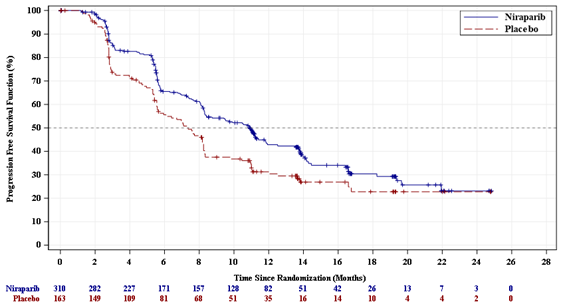 Niraparib
Placebo
Progression Free Survival Function (%)
100
90
80
70
60
50
40
30
20
10
0
0 2 4 6 8 10 12 14 16 18 20 22 24 26 28
Time Since Randomization (Months)
Niraparib 310 282 227 171 157 128 82 51 42 26 13 7 3 0
Placebo 163 149 109 81 68 51 35 16 14 10 4 4 2 0